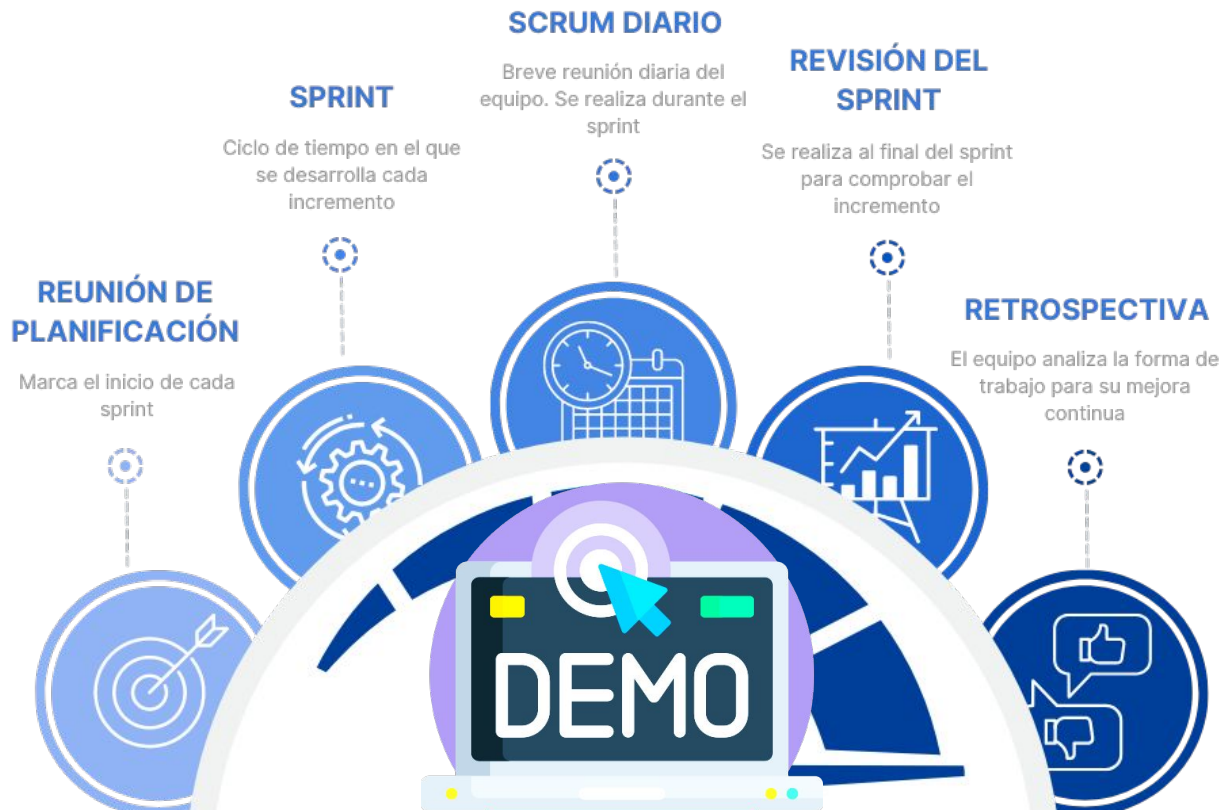 SCRUM DIARIO
Breve reunión diaria del
equipo. Se realiza durante el
sprint
REVISIÓN DEL
SPRINT
Se realiza al final del sprint
para comprobar el
incremento
SPRINT
Ciclo de tiempo en el que
se desarrolla cada
incremento
REUNIÓN DE
PLANIFICACIÓN
Marca el inicio de cada
sprint
RETROSPECTIVA
El equipo analiza la forma de
trabajo para su mejora
continua
DEMO